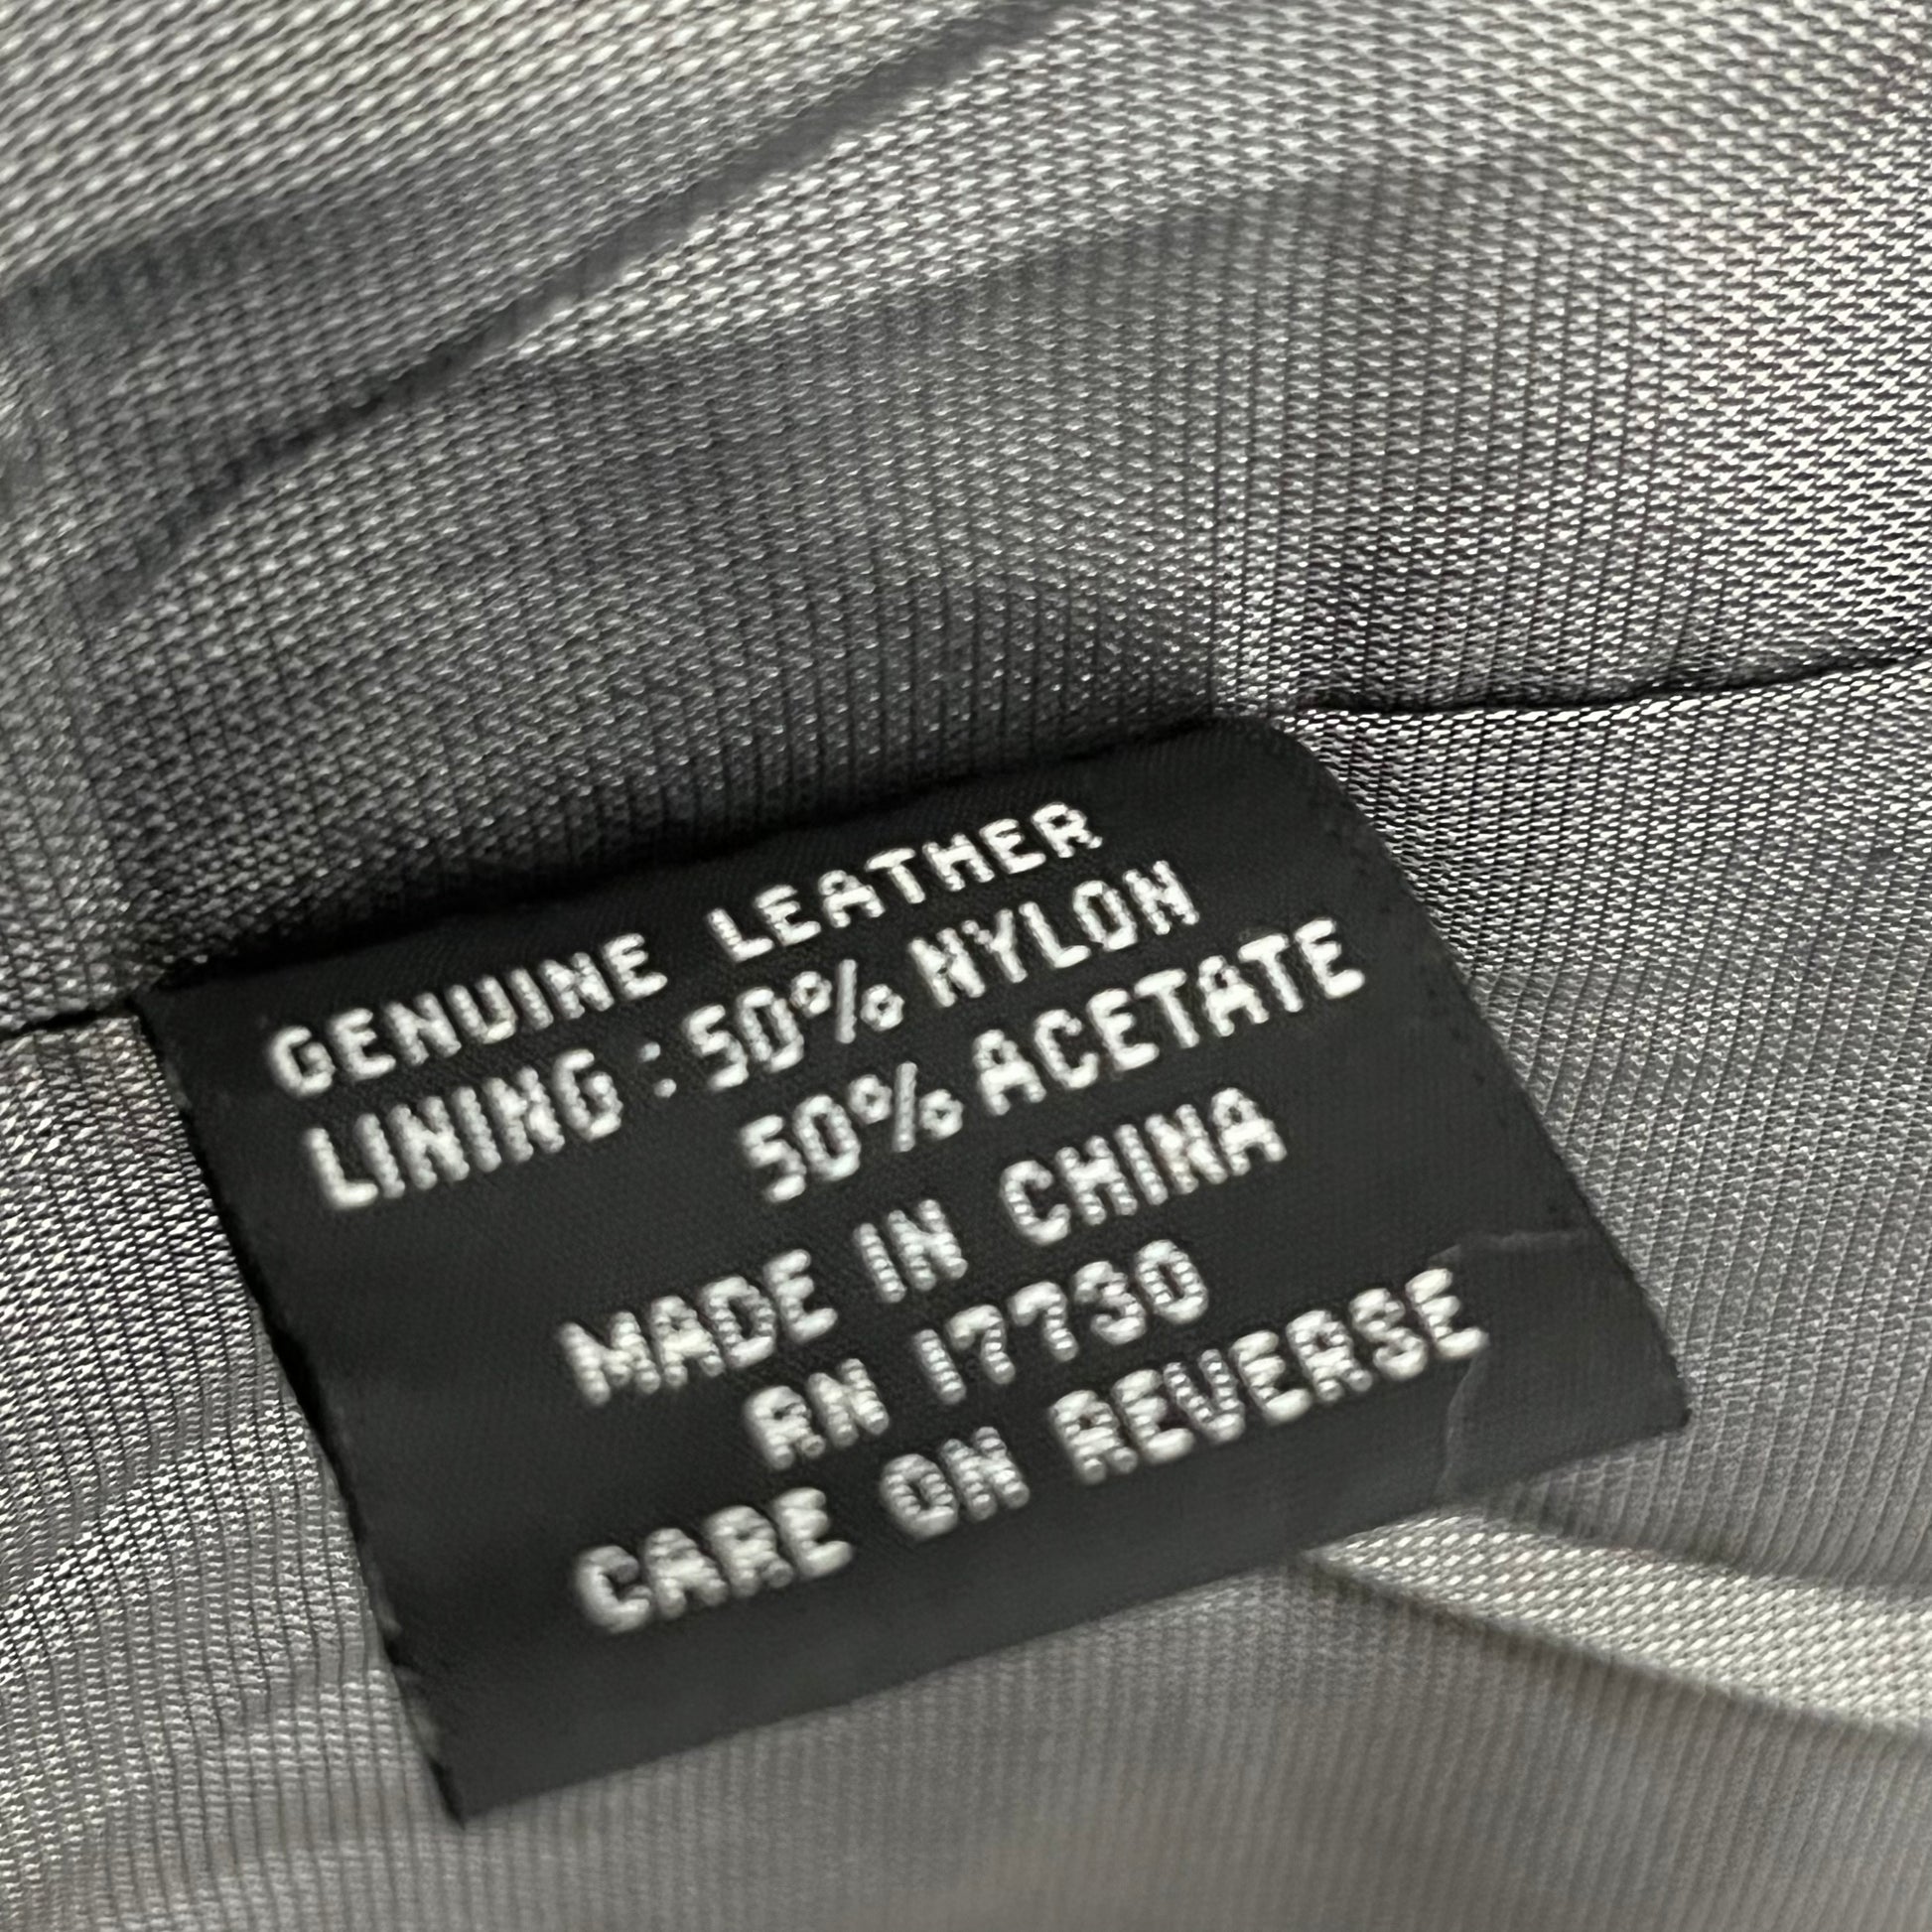 GENUINE LEATHER
LINING : 50% NYLON
50% ACETATE
MADE IN CHINA
RN 17730
CARE ON REVERSE